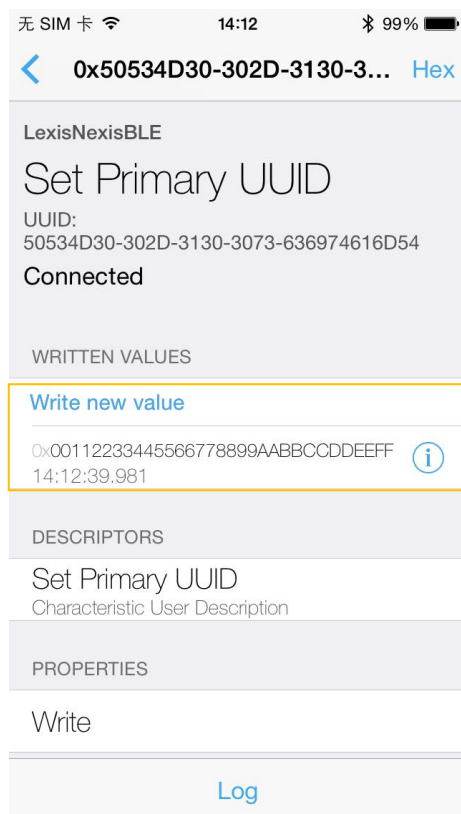 无 SIM 卡 14:12 99%
0x50534D30-302D-3130-3... Hex
LexisNexisBLE
Set Primary UUID
UUID:
50534D30-302D-3130-3073-636974616D54
Connected
WRITTEN VALUES
Write new value
0x00112233445566778899AABBCCDDEEFF
14:12:39.981
DESCRIPTORS
Set Primary UUID
Characteristic User Description
PROPERTIES
Write
Log